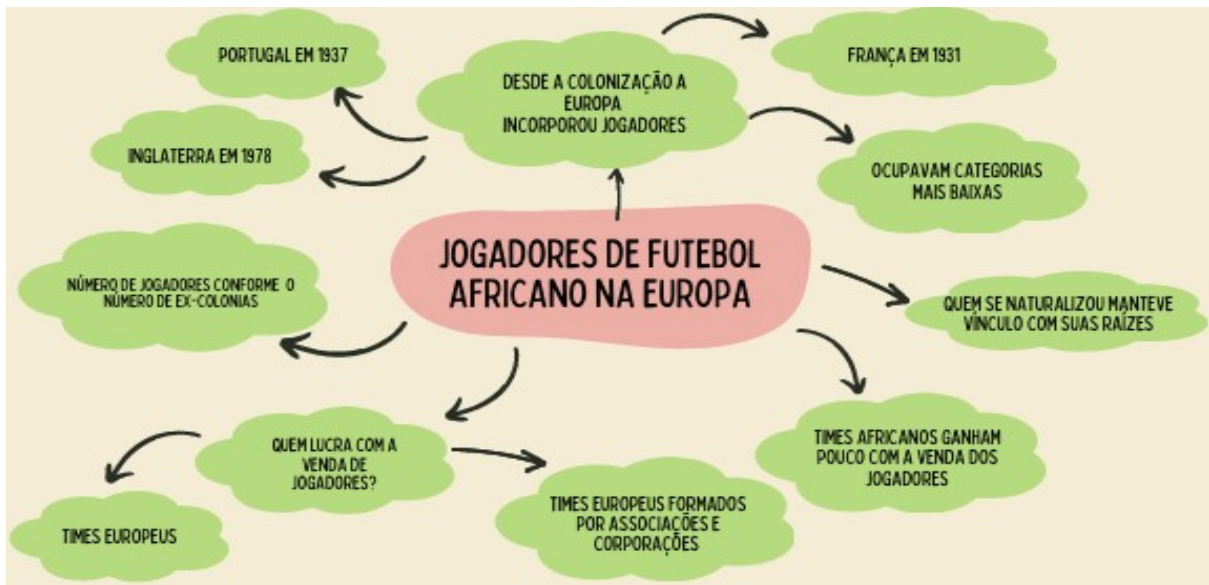 PORTUGAL EM 1937
DESDE A COLONIZAÇÃO A
EUROPA
INCORPOROU JOGADORES
FRANÇA EM 1931
INGLATERRA EM 1978
OCUPAVAM CATEGORIAS
MAIS BAIXAS
JOGADORES DE FUTEBOL
AFRICANO NA EUROPA
NÚMERO DE JOGADORES CONFORME O
NÚMERO DE EX-COLONIAS
QUEM SE NATURALIZOU MANTEVE
VÍNCULO COM SUAS RAÍZES
QUEM LUCRA COM A
VENDA DE
JOGADORES?
TIMES AFRICANOS GANHAM
POUCO COM A VENDA DOS
JOGADORES
TIMES EUROPEUS
TIMES EUROPEUS FORMADOS
POR ASSOCIAÇÕES E
CORPORAÇÕES